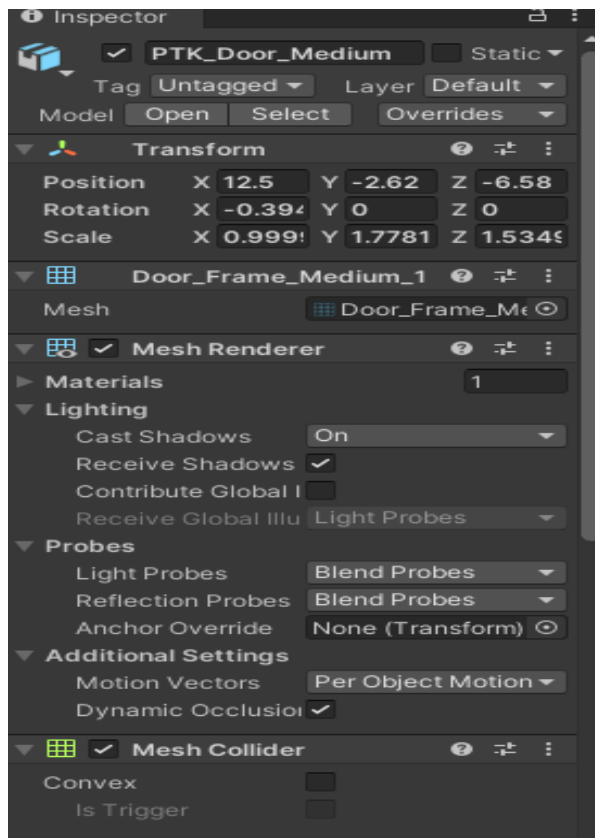 Inspector
PTK_Door_Medium Static
Tag Untagged Layer Default
Model Open Select Overrides
Transform
Position X 12.5 Y -2.62 Z -6.58
Rotation X -0.394 Y 0 Z 0
Scale X 0.999 Y 1.7781 Z 1.5349
Door_Frame_Medium_1
Mesh Door_Frame_Me
Mesh Renderer
Materials 1
Lighting
Cast Shadows On
Receive Shadows
Contribute Global I
Receive Global Illu Light Probes
Probes
Light Probes Blend Probes
Reflection Probes Blend Probes
Anchor Override None (Transform)
Additional Settings
Motion Vectors Per Object Motion
Dynamic Occlusion
Mesh Collider
Convex
Is Trigger